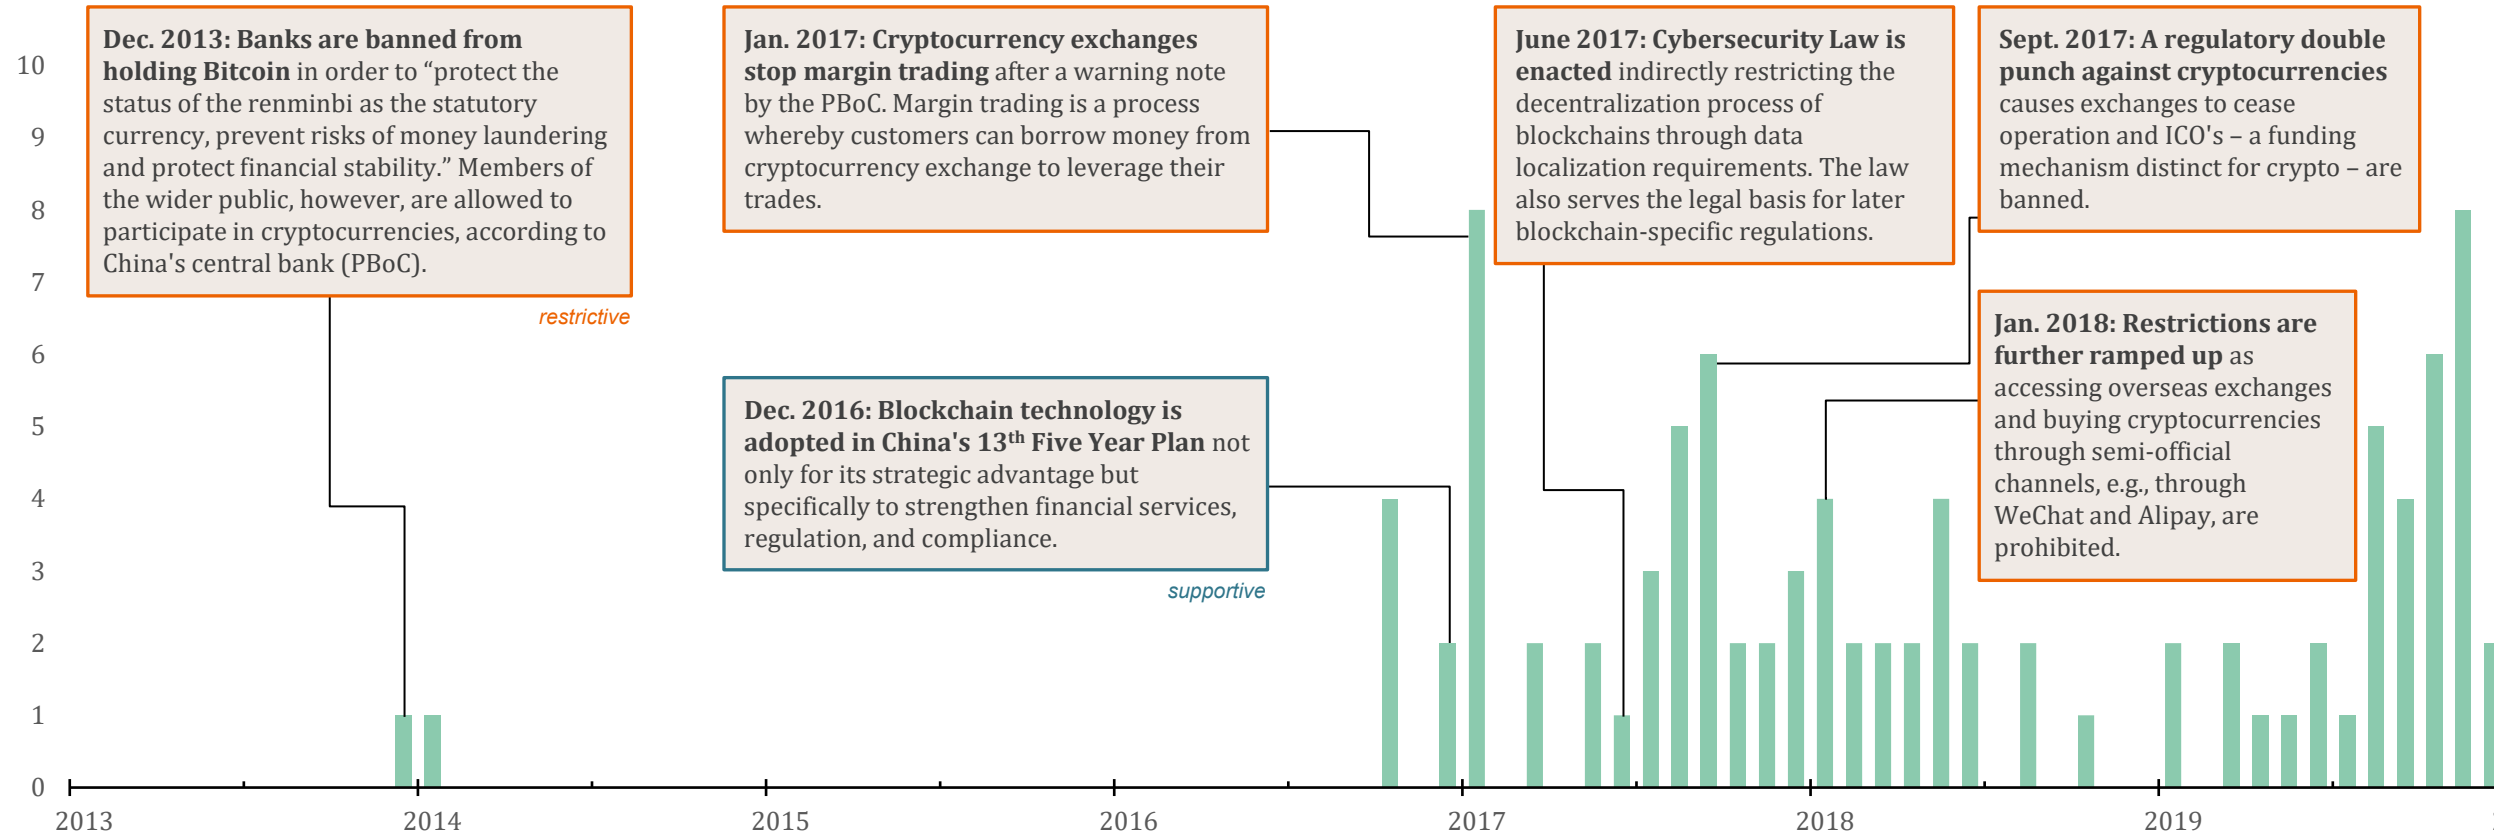 Dec. 2013: Banks are banned from
holding Bitcoin in order to “protect the
status of the renminbi as the statutory
currency, prevent risks of money laundering
and protect financial stability.” Members of
the wider public, however, are allowed to
participate in cryptocurrencies, according to
China's central bank (PBoC).
restrictive
Jan. 2017: Cryptocurrency exchanges
stop margin trading after a warning note
by the PBoC. Margin trading is a process
whereby customers can borrow money from
cryptocurrency exchange to leverage their
trades.
Dec. 2016: Blockchain technology is
adopted in China's 13th Five Year Plan not
only for its strategic advantage but
specifically to strengthen financial services,
regulation, and compliance.
supportive
June 2017: Cybersecurity Law is
enacted indirectly restricting the
decentralization process of
blockchains through data
localization requirements. The law
also serves the legal basis for later
blockchain-specific regulations.
Sept. 2017: A regulatory double
punch against cryptocurrencies
causes exchanges to cease
operation and ICO's – a funding
mechanism distinct for crypto – are
banned.
Jan. 2018: Restrictions are
further ramped up as
accessing overseas exchanges
and buying cryptocurrencies
through semi-official
channels, e.g., through
WeChat and Alipay, are
prohibited.
10
9
8
7
6
5
4
3
2
1
0
2013 2014 2015 2016 2017 2018 2019